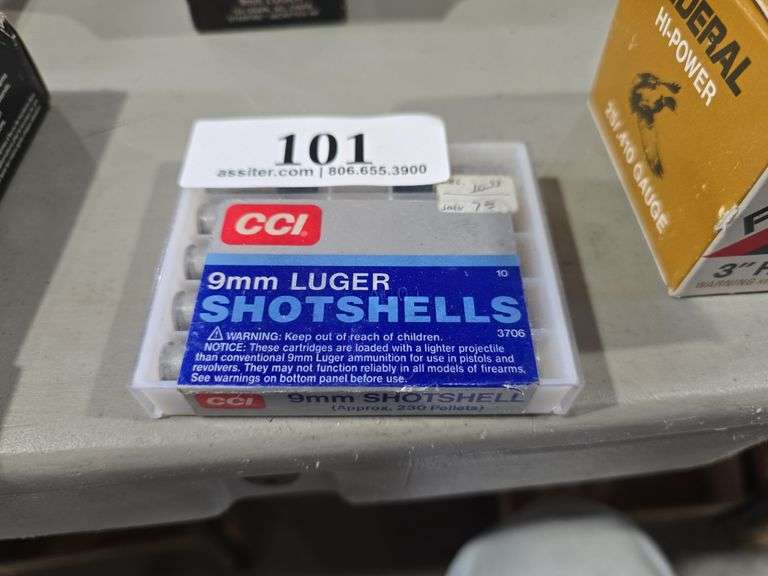 101
assiter.com | 806.655.3900
CCI.
9mm LUGER
10
SHOTSHELLS
3706
⚠ WARNING: Keep out of reach of children.
NOTICE: These cartridges are loaded with a lighter projectile
than conventional 9mm Luger ammunition for use in pistols and
revolvers. They may not function reliably in all models of firearms.
See warnings on bottom panel before use.
CCI
9mm SHOTSHELL
(Approx. 290 Pellets)
HI-POWER
25/.410 GAUGE
3"